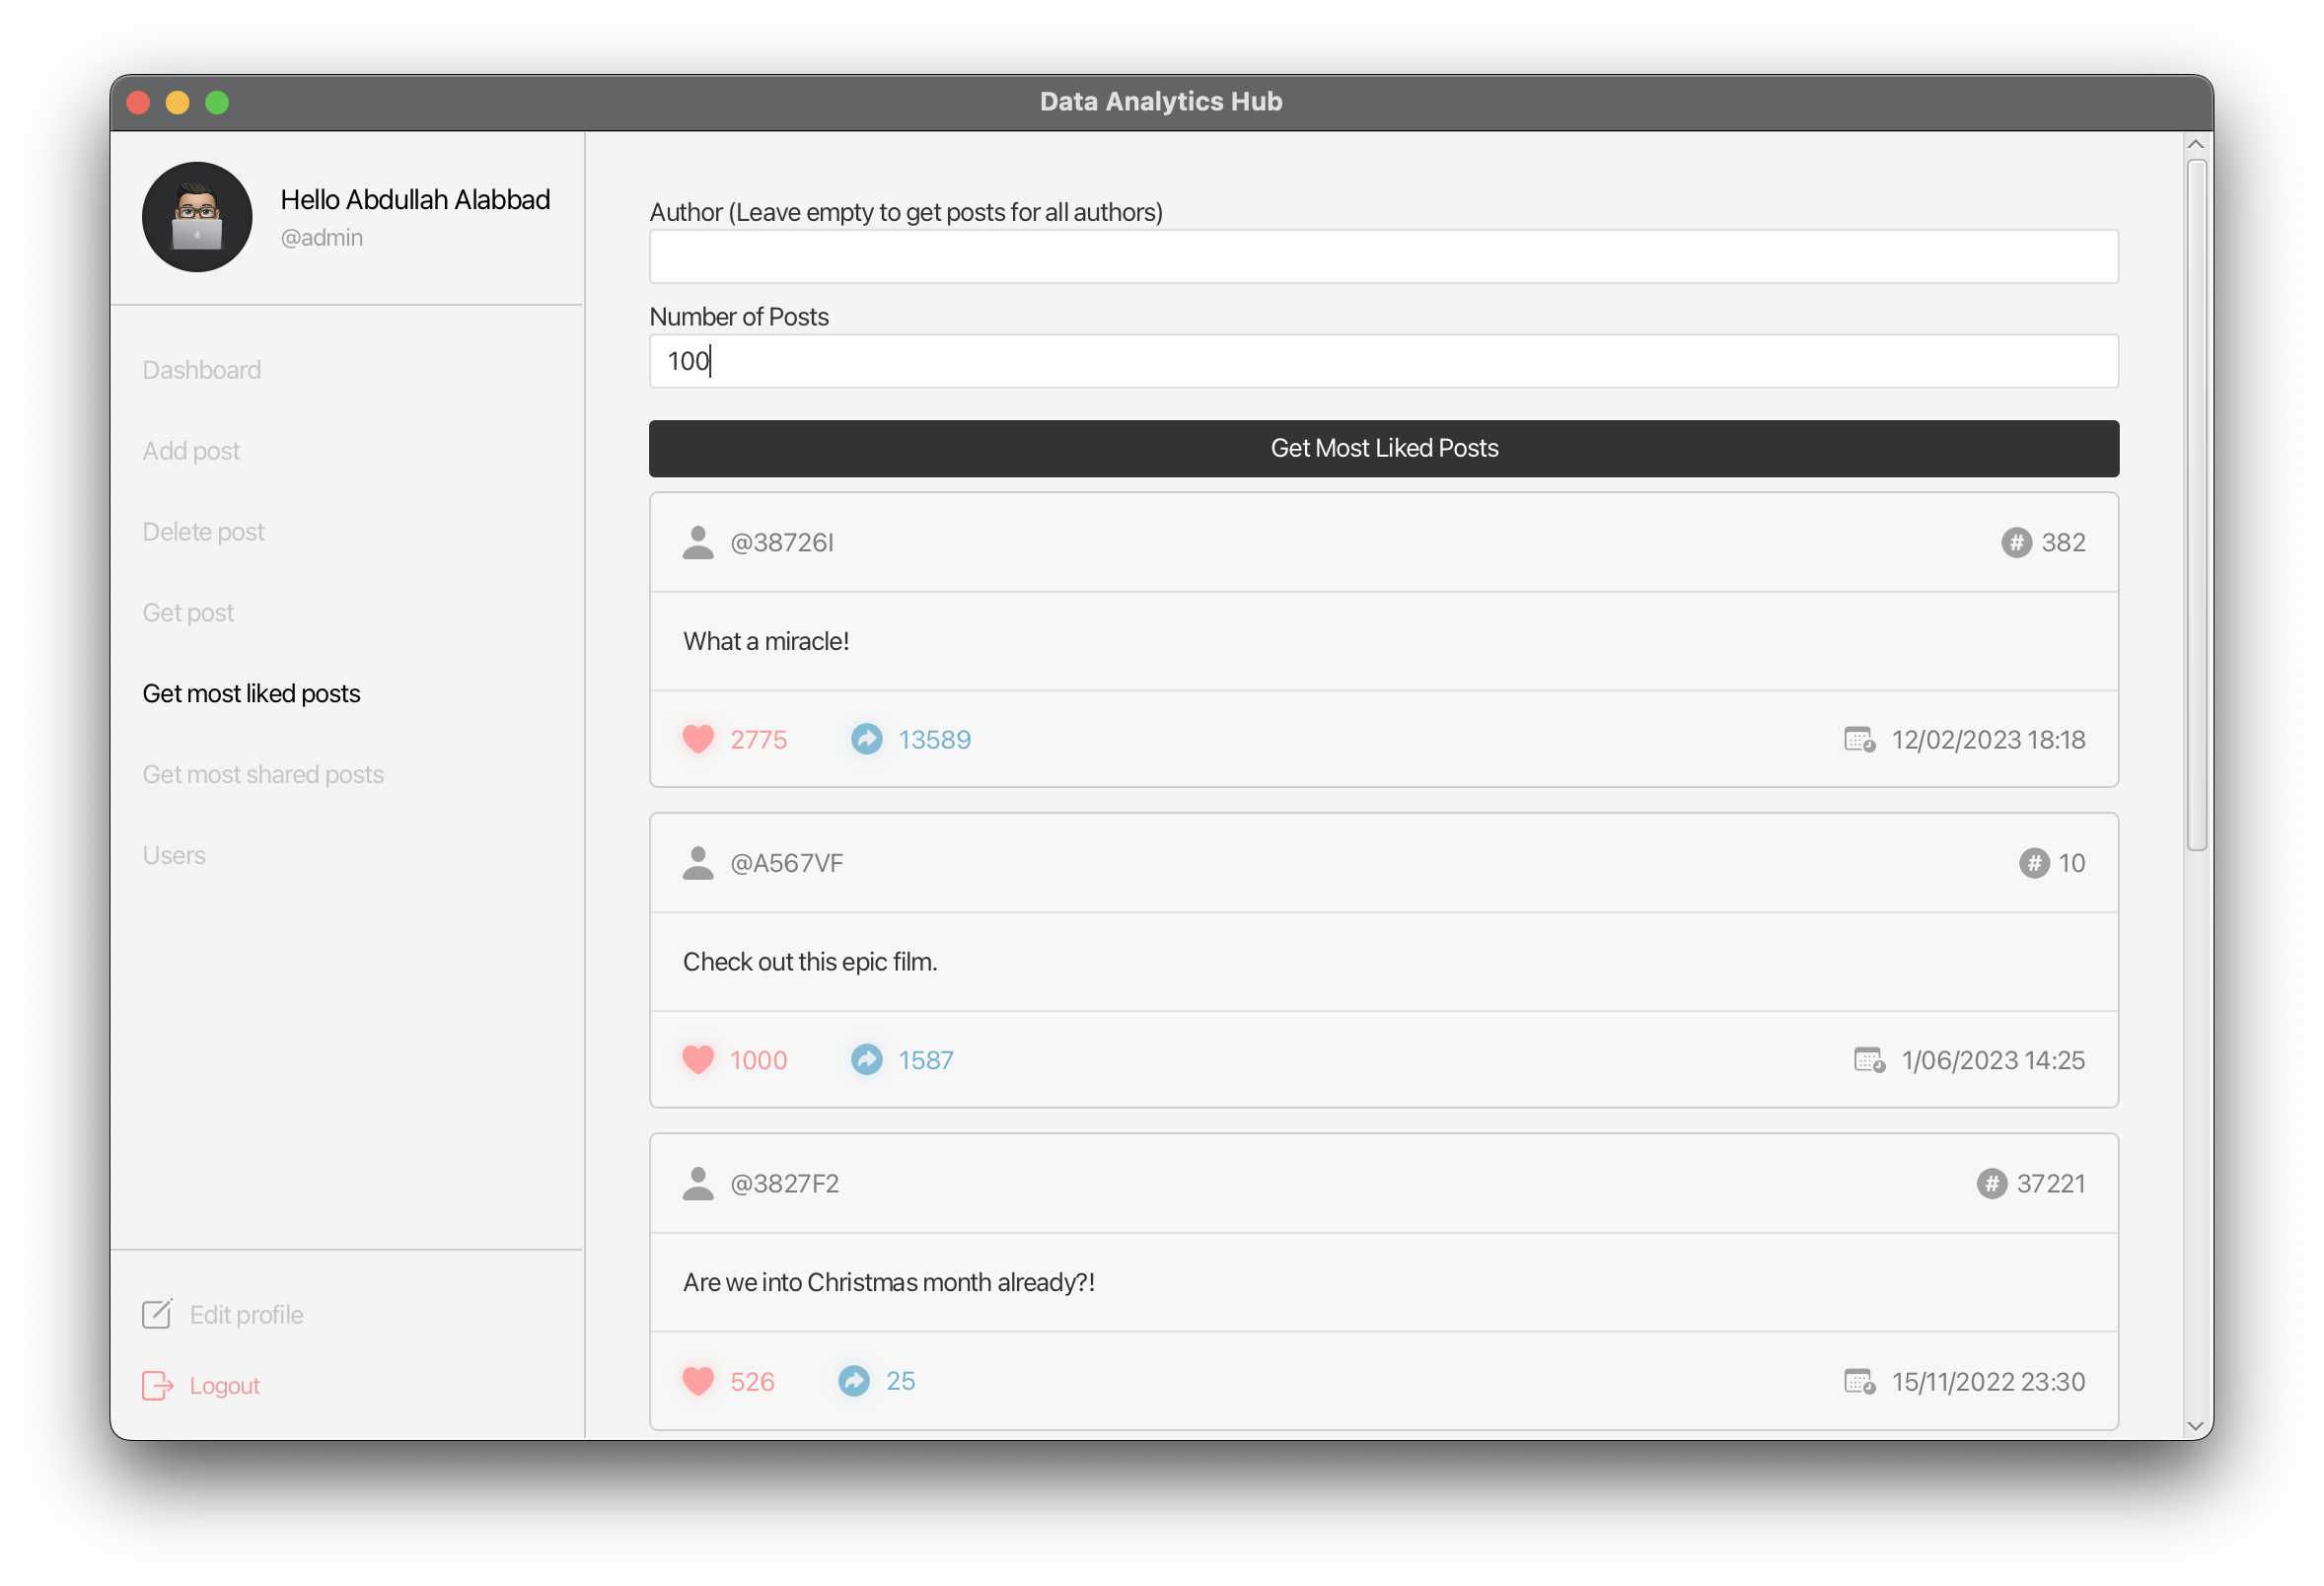 Data Analytics Hub
Hello Abdullah Alabbad
@admin
Dashboard
Add post
Delete post
Get post
Get most liked posts
Get most shared posts
Users
Edit profile
Logout
Author (Leave empty to get posts for all authors)
Number of Posts
100
Get Most Liked Posts
@38726I
# 382
What a miracle!
2775 13589 12/02/2023 18:18
@A567VF
# 10
Check out this epic film.
1000 1587 1/06/2023 14:25
@3827F2
# 37221
Are we into Christmas month already?!
526 25 15/11/2022 23:30